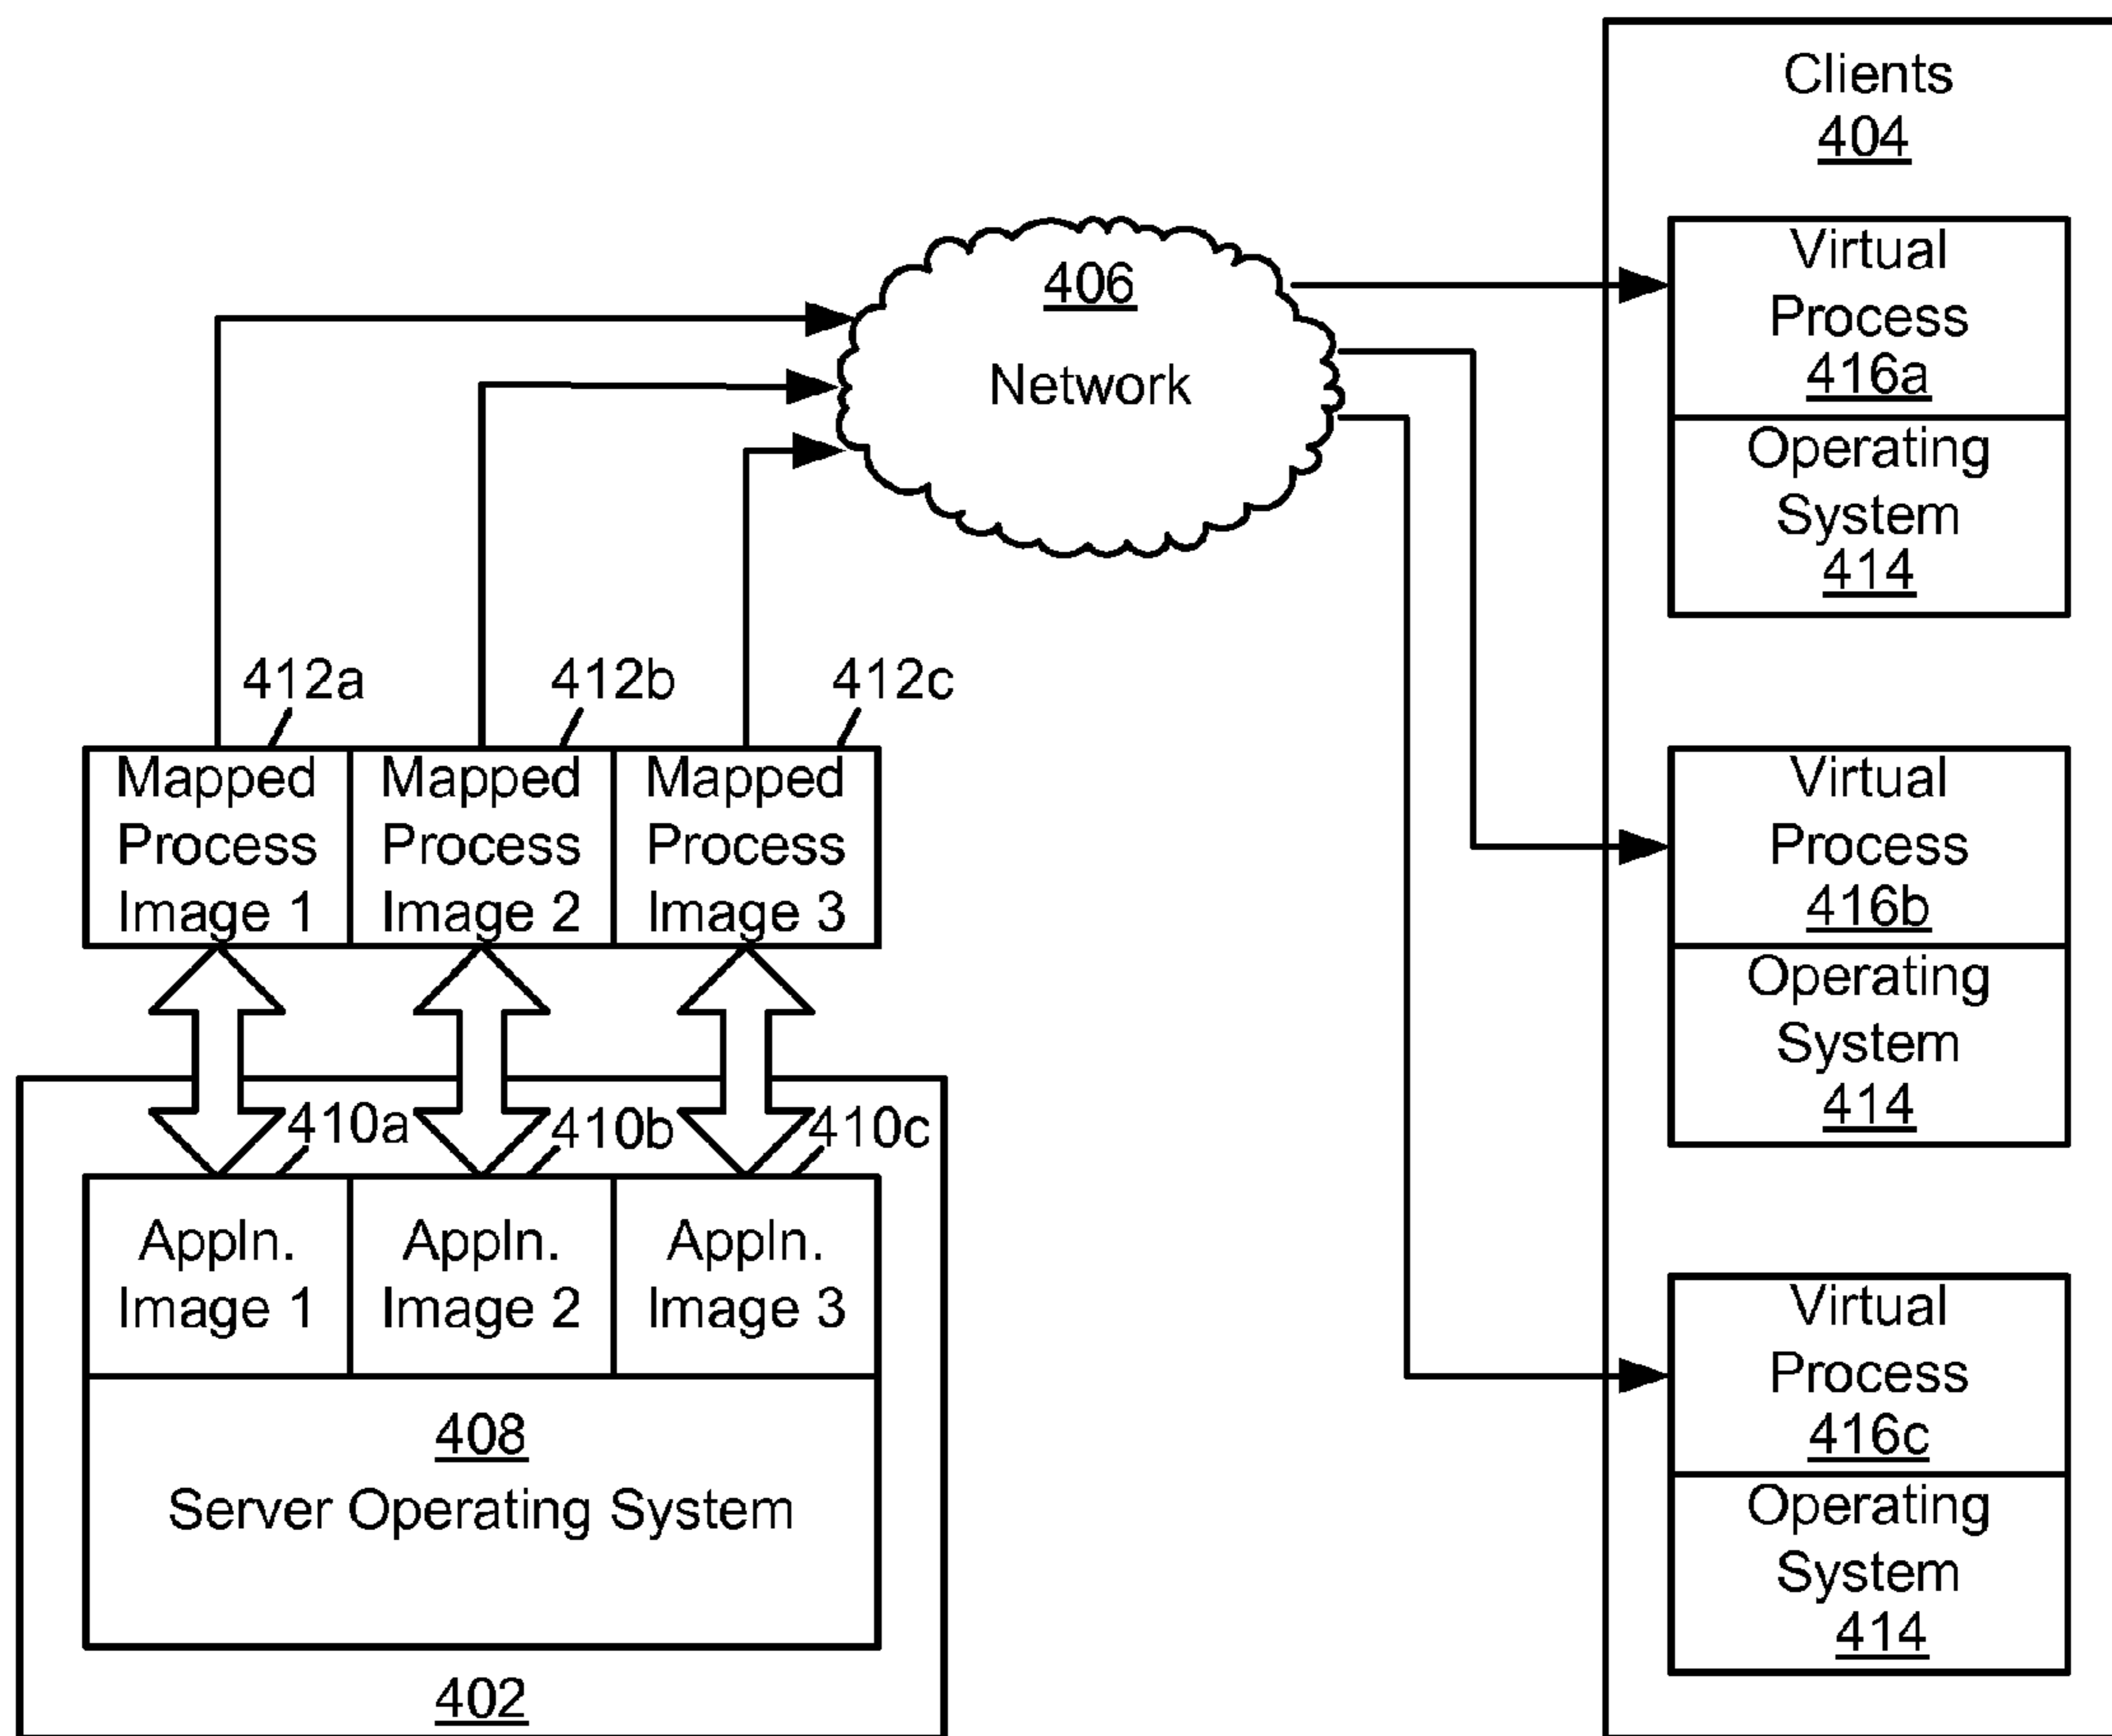 Clients
404
Virtual
Process
416a
Operating
System
414
406
Network
412a
412b
412c
Mapped
Process
Image 1
Mapped
Process
Image 2
Mapped
Process
Image 3
Virtual
Process
416b
Operating
System
414
410a
410b
410c
Appln.
Image 1
Appln.
Image 2
Appln.
Image 3
408
Server Operating System
402
Virtual
Process
416c
Operating
System
414